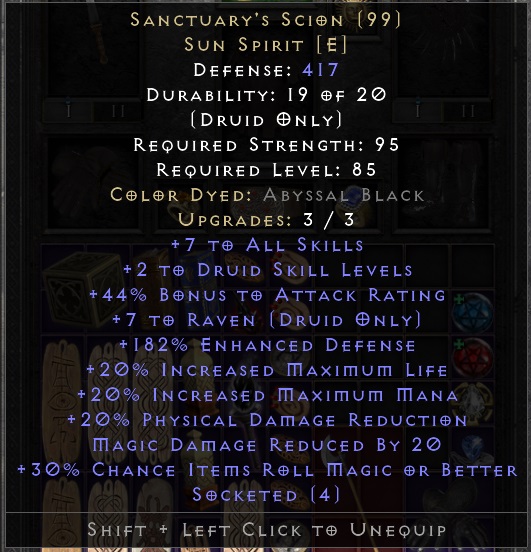 Sanctuary's Scion (99)
Sun Spirit [E]
Defense: 417
Durability: 19 of 20
(Druid Only)
Required Strength: 95
Required Level: 85
Color Dyed: Abyssal Black
Upgrades: 3 / 3
+7 to All Skills
+2 to Druid Skill Levels
+44% Bonus to Attack Rating
+7 to Raven (Druid Only)
+182% Enhanced Defense
+20% Increased Maximum Life
+20% Increased Maximum Mana
+20% Physical Damage Reduction
Magic Damage Reduced By 20
+30% Chance Items Roll Magic or Better
Socketed (4)
Shift + Left Click to Unequip